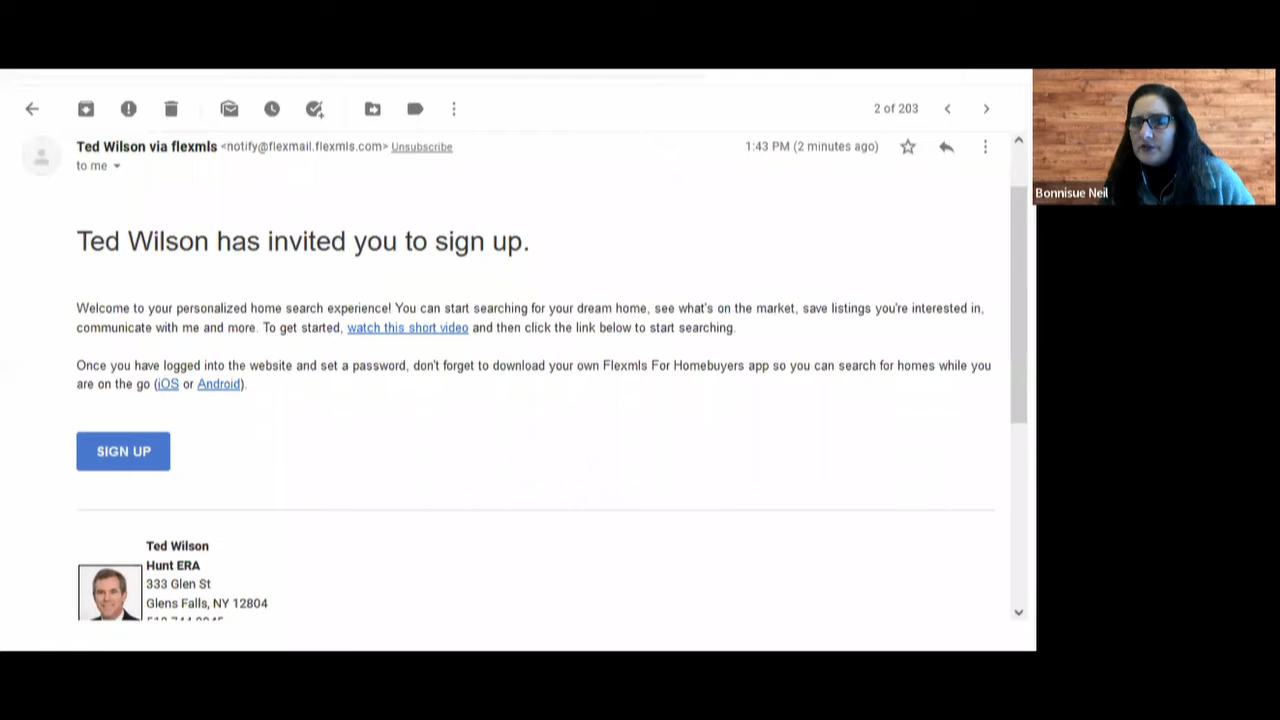 2 of 203
Ted Wilson via flexmls <notify@flexmail.flexmls.com> Unsubscribe
1:43 PM (2 minutes ago)
to me
Bonnisue Neil
Ted Wilson has invited you to sign up.
Welcome to your personalized home search experience! You can start searching for your dream home, see what's on the market, save listings you're interested in,
communicate with me and more. To get started, watch this short video and then click the link below to start searching.
Once you have logged into the website and set a password, don't forget to download your own Flexmls For Homebuyers app so you can search for homes while you
are on the go (iOS or Android).
SIGN UP
Ted Wilson
Hunt ERA
333 Glen St
Glens Falls, NY 12804